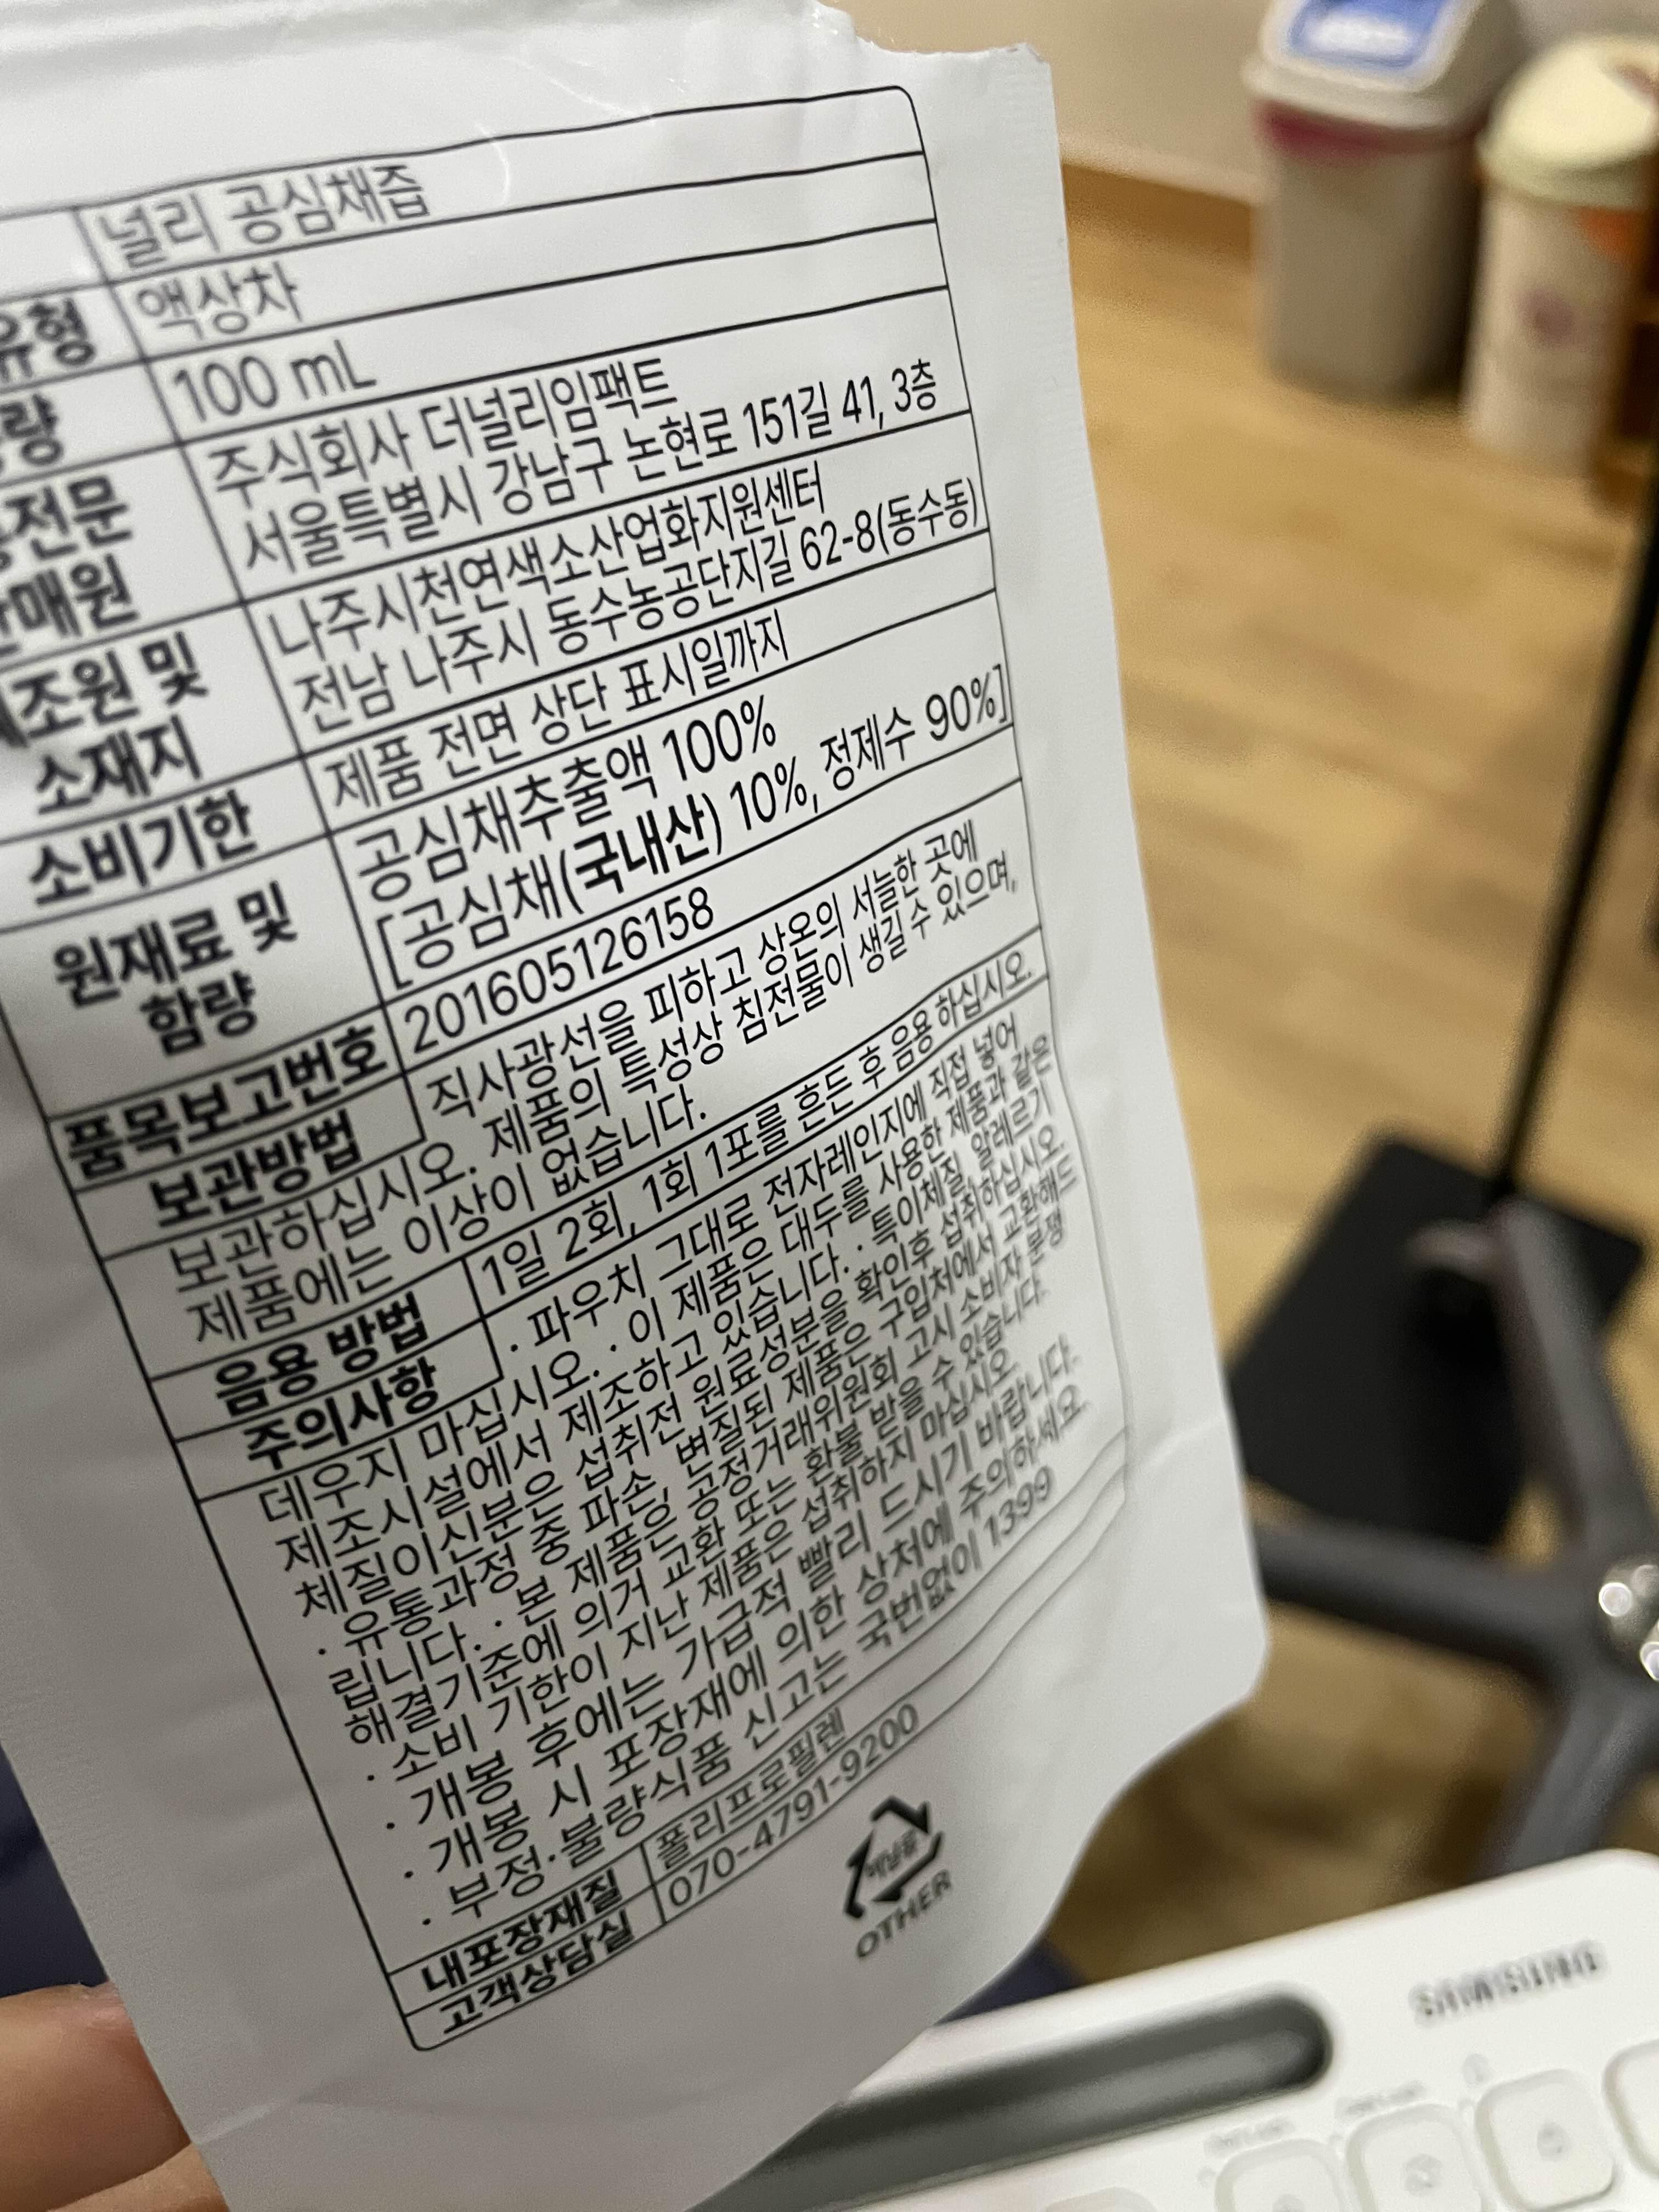 널리 공심채즙
유형 액상차
량 100 mL
전문 주식회사 더널리임팩트
매원 서울특별시 강남구 논현로 151길 41, 3층
조원 및 나주시천연색소산업화지원센터
소재지 전남 나주시 동수농공단지길 62-8(동수동)
소비기한 제품 전면 상단 표시일까지
원재료 및 공심채추출액 100%
함량 [공심채(국내산) 10%, 정제수 90%]
품목보고번호 201605126158
보관방법 직사광선을 피하고 상온의 서늘한 곳에
보관하십시오. 제품의 특성상 침전물이 생길 수 있으며,
제품에는 이상이 없습니다.
음용 방법 1일 2회, 1회 1포를 흔든 후 음용 하십시오.
주의사항 · 파우치 그대로 전자레인지에 직접 넣어
데우지 마십시오. · 이 제품은 대두를 사용한 제품과 같은
제조시설에서 제조하고 있습니다. · 특이체질, 알레르기
체질이신분은 섭취전 원료성분을 확인후 섭취하십시오.
· 유통과정 중 파손, 변질된 제품은 구입처에서 교환해드
립니다. · 본 제품은 공정거래위원회 고시 소비자 분쟁
해결기준에 의거 교환 또는 환불 받을 수 있습니다.
· 소비 기한이 지난 제품은 섭취하지 마십시오.
· 개봉 후에는 가급적 빨리 드시기 바랍니다.
· 개봉 시 포장재에 의한 상처에 주의하세요.
· 부정·불량식품 신고는 국번없이 1399
내포장재질 폴리프로필렌
고객상담실 070-4791-9200
OTHER
SAMSUNG